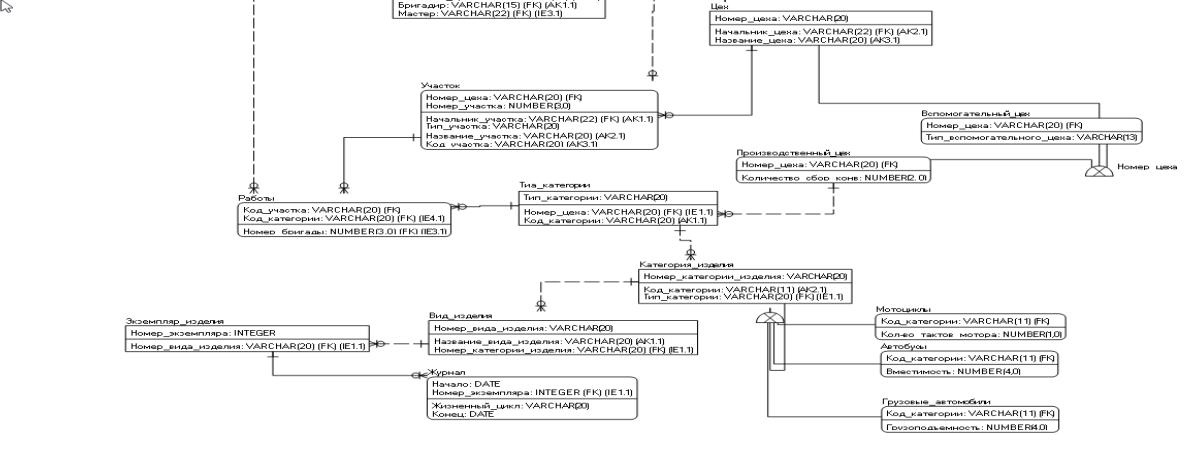 Бригадир: VARCHAR(15) (FK) (AK1.1)
Мастер: VARCHAR(22) (FK) (IE3.1)
Цех
Номер_цеха: VARCHAR(20)
Начальник_цеха: VARCHAR(22) (FK) (AK2.1)
Название_цеха: VARCHAR(20) (AK3.1)
Участок
Номер_цеха: VARCHAR(20) (FK)
Номер_участка: NUMBER(3,0)
Начальник_участка: VARCHAR(22) (FK) (AK1.1)
Тип_участка: VARCHAR(20)
Название_участка: VARCHAR(20) (AK2.1)
Код_участка: VARCHAR(20) (AK3.1)
Вспомогательный_цех
Номер_цеха: VARCHAR(20) (FK)
Тип_вспомогательного_цеха: VARCHAR(13)
Производственный_цех
Номер_цеха: VARCHAR(20) (FK)
Количество_сбор_конв: NUMBER(2,0)
Номер цеха
Работы
Код_участка: VARCHAR(20) (FK)
Код_категории: VARCHAR(20) (FK) (IE4.1)
Номер_бригады: NUMBER(3,0) (FK) (IE3.1)
Тиа_категории
Тип_категории: VARCHAR(20)
Номер_цеха: VARCHAR(20) (FK) (IE1.1)
Код_категории: VARCHAR(20) (AK1.1)
Категория_изделия
Номер_категории_изделия: VARCHAR(20)
Код_категории: VARCHAR(11) (AK2.1)
Тип_категории: VARCHAR(20) (FK) (IE1.1)
Экземпляр_изделия
Номер_экземпляра: INTEGER
Номер_вида_изделия: VARCHAR(20) (FK) (IE1.1)
Вид_изделия
Номер_вида_изделия: VARCHAR(20)
Название_вида_изделия: VARCHAR(20) (AK1.1)
Номер_категории_изделия: VARCHAR(20) (FK) (IE1.1)
Мотоциклы
Код_категории: VARCHAR(11) (FK)
Кол-во_тактов_мотора: NUMBER(1,0)
Автобусы
Код_категории: VARCHAR(11) (FK)
Вместимость: NUMBER(4,0)
Журнал
Начало: DATE
Номер_экземпляра: INTEGER (FK) (IE1.1)
Жизненный_цикл: VARCHAR(20)
Конец: DATE
Грузовые_автомобили
Код_категории: VARCHAR(11) (FK)
Грузоподъемность: NUMBER(4,0)